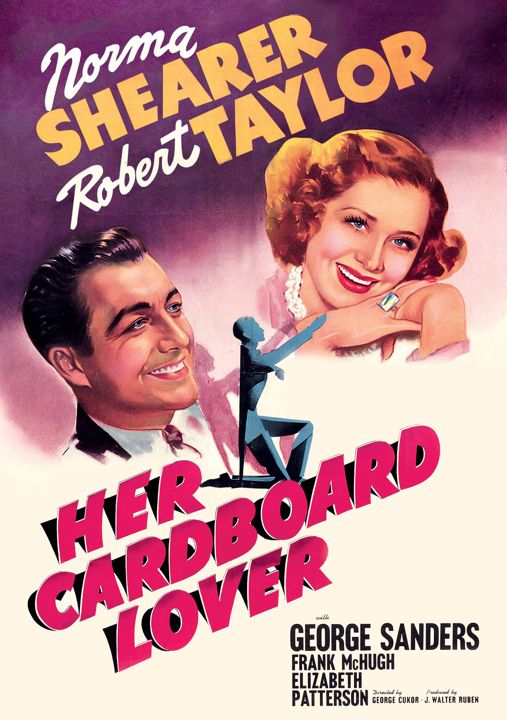 Norma
SHEARER
Robert TAYLOR
HER
CARDBOARD
LOVER
with
GEORGE SANDERS
FRANK McHUGH
ELIZABETH
PATTERSON
Directed by
GEORGE CUKOR ·
Produced by
J. WALTER RUBEN